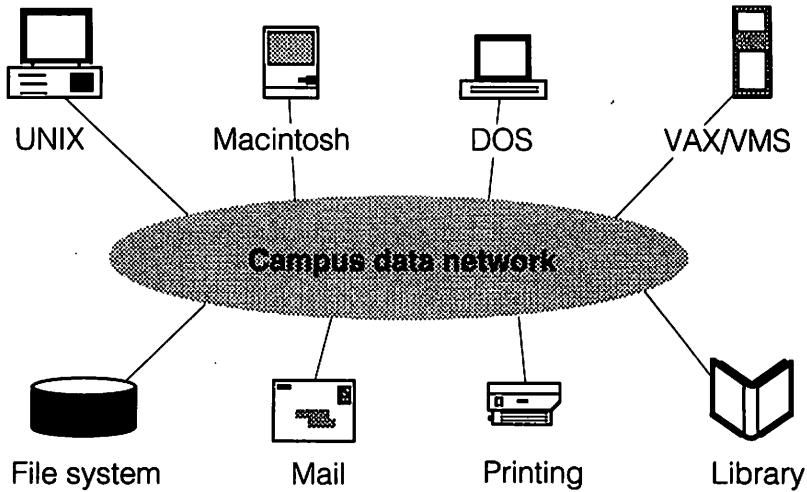 UNIX
Macintosh
DOS
VAX/VMS
Campus data network
File system
Mail
Printing
Library